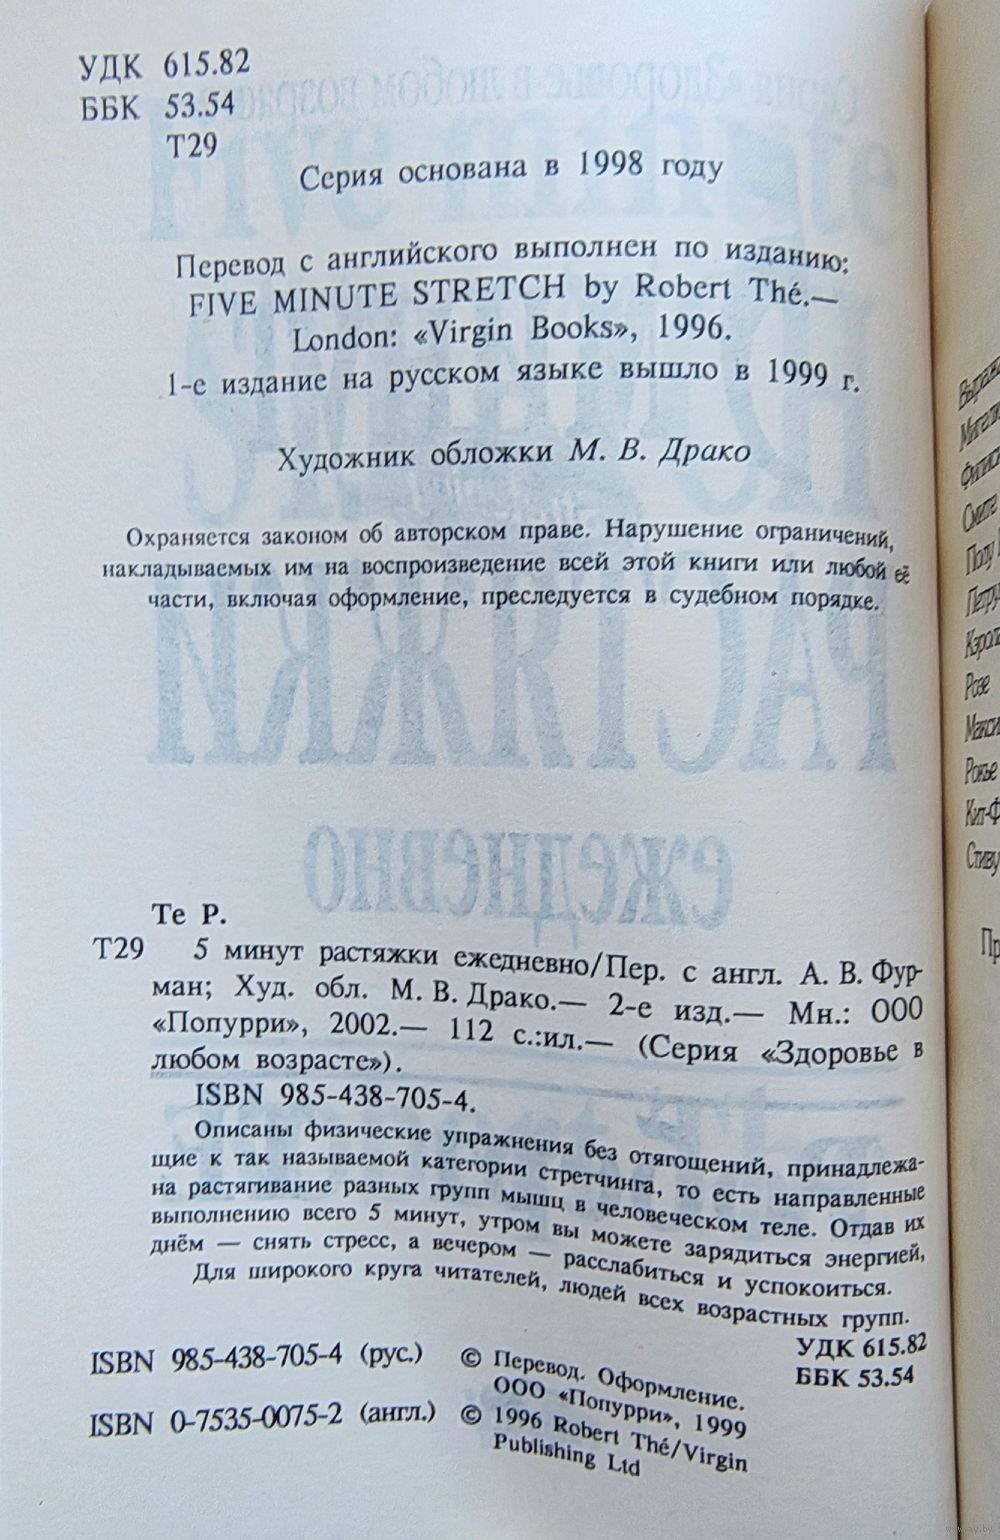 УДК 615.82
ББК 53.54
Т29
Серия основана в 1998 году
Перевод с английского выполнен по изданию:
FIVE MINUTE STRETCH by Robert Thé.—
London: «Virgin Books», 1996.
1-е издание на русском языке вышло в 1999 г.
Художник обложки М. В. Драко
Охраняется законом об авторском праве. Нарушение ограничений,
накладываемых им на воспроизведение всей этой книги или любой её
части, включая оформление, преследуется в судебном порядке.
Те Р.
Т29 5 минут растяжки ежедневно/Пер. с англ. А. В. Фур-
ман; Худ. обл. М. В. Драко.— 2-е изд.— Мн.: ООО
«Попурри», 2002.— 112 с.:ил.— (Серия «Здоровье в
любом возрасте»).
ISBN 985-438-705-4.
Описаны физические упражнения без отягощений, принадлежа-
щие к так называемой категории стретчинга, то есть направленные
на растягивание разных групп мышц в человеческом теле. Отдав их
выполнению всего 5 минут, утром вы можете зарядиться энергией,
днём — снять стресс, а вечером — расслабиться и успокоиться.
Для широкого круга читателей, людей всех возрастных групп.
УДК 615.82
ББК 53.54
ISBN 985-438-705-4 (рус.)
ISBN 0-7535-0075-2 (англ.)
© Перевод. Оформление.
ООО «Попурри», 1999
© 1996 Robert Thé/Virgin
Publishing Ltd
Смите
Полу
Розе
Рокье
Стиву
www.ay.by